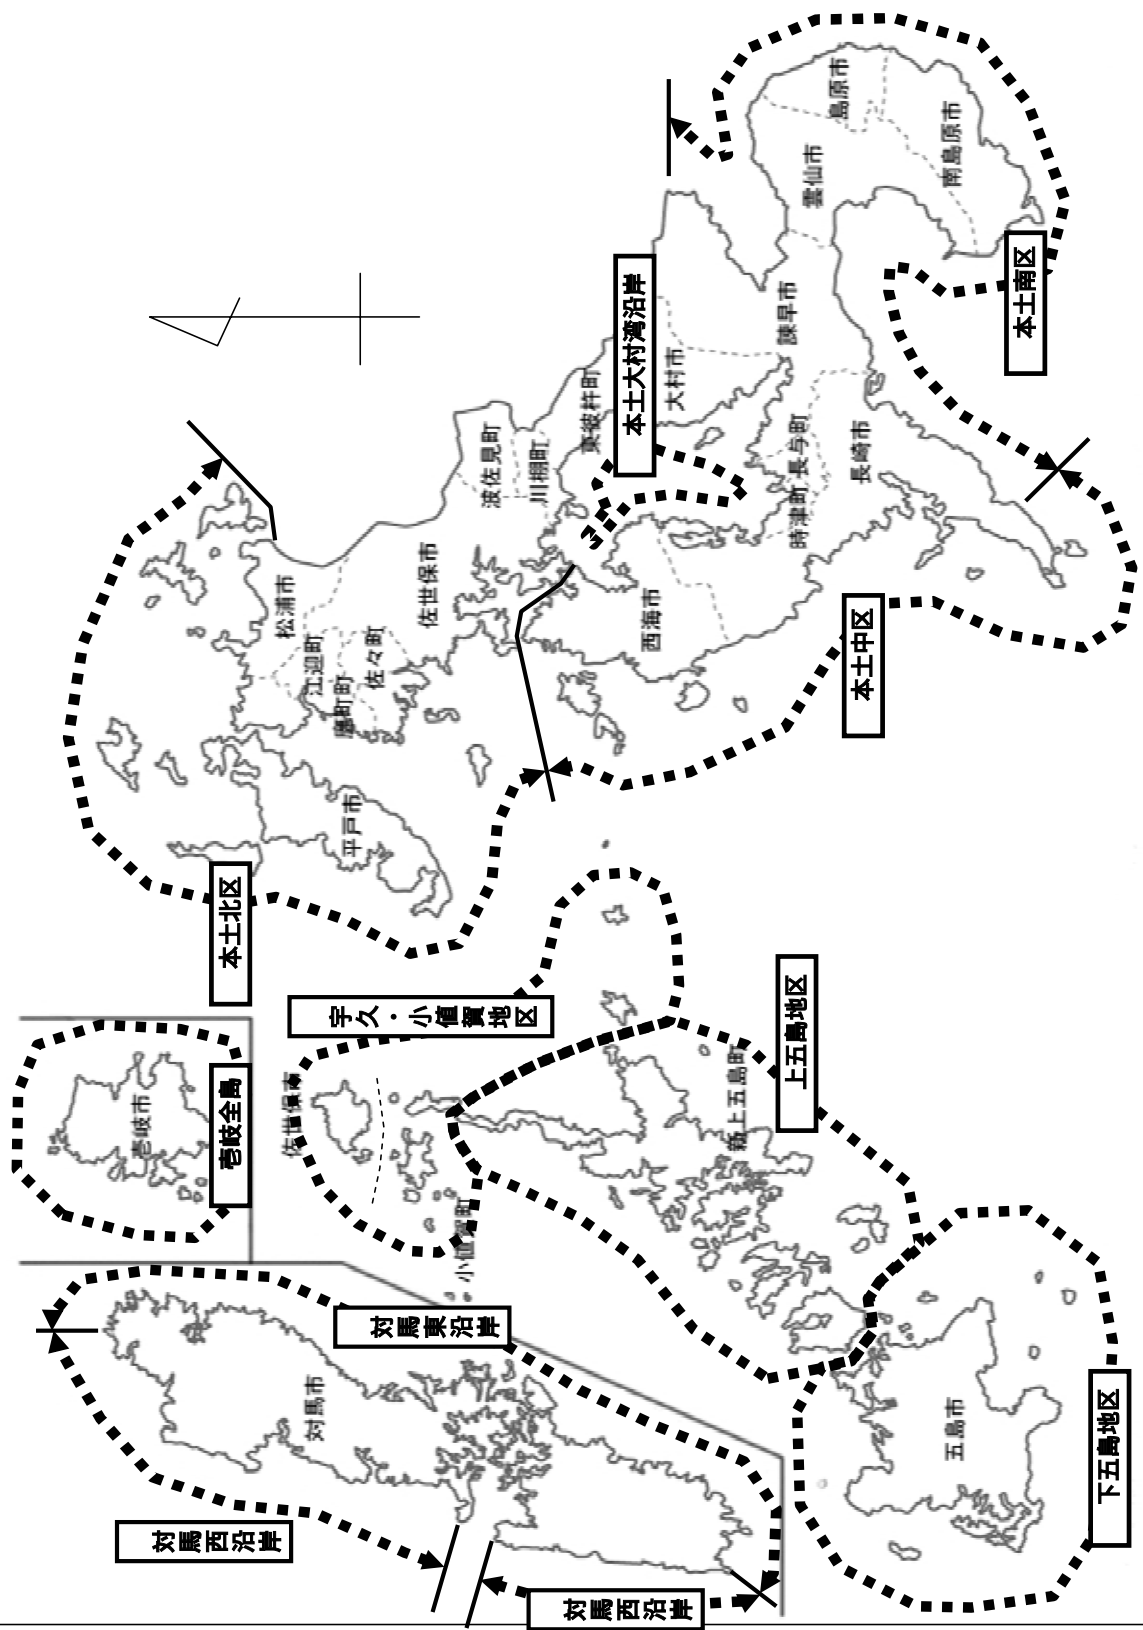 対馬西沿岸
対馬西沿岸
対馬東沿岸
対馬市
壱岐全島
壱岐市
宇久・小値賀地区
佐世保市
小値賀町
上五島地区
新上五島町
下五島地区
五島市
本土北区
平戸市
松浦市
江迎町
鹿町町
佐々町
佐世保市
波佐見町
川棚町
東彼杵町
本土大村湾沿岸
大村市
西海市
本土中区
時津町
長与町
長崎市
諫早市
本土南区
雲仙市
島原市
南島原市